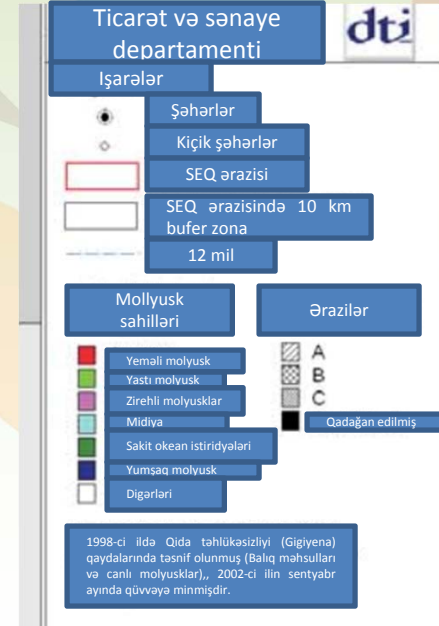 Ticarət və sənaye
departamenti
dti
Işarələr
Şəhərlər
Kiçik şəhərlər
SEQ ərazisi
SEQ ərazisində 10 km
bufer zona
12 mil
Mollyusk
sahilləri
Yeməli molyusk
Yastı molyusk
Zirehli molyusklar
Midiya
Sakit okean istiridyələri
Yumşaq molyusk
Digərləri
Ərazilər
A
B
C
Qadağan edilmiş
1998-ci ildə Qida təhlükəsizliyi (Gigiyena)
qaydalarında təsnif olunmuş (Balıq məhsulları
və canlı molyusklar),, 2002-ci ilin sentyabr
ayında qüvvəyə minmişdir.